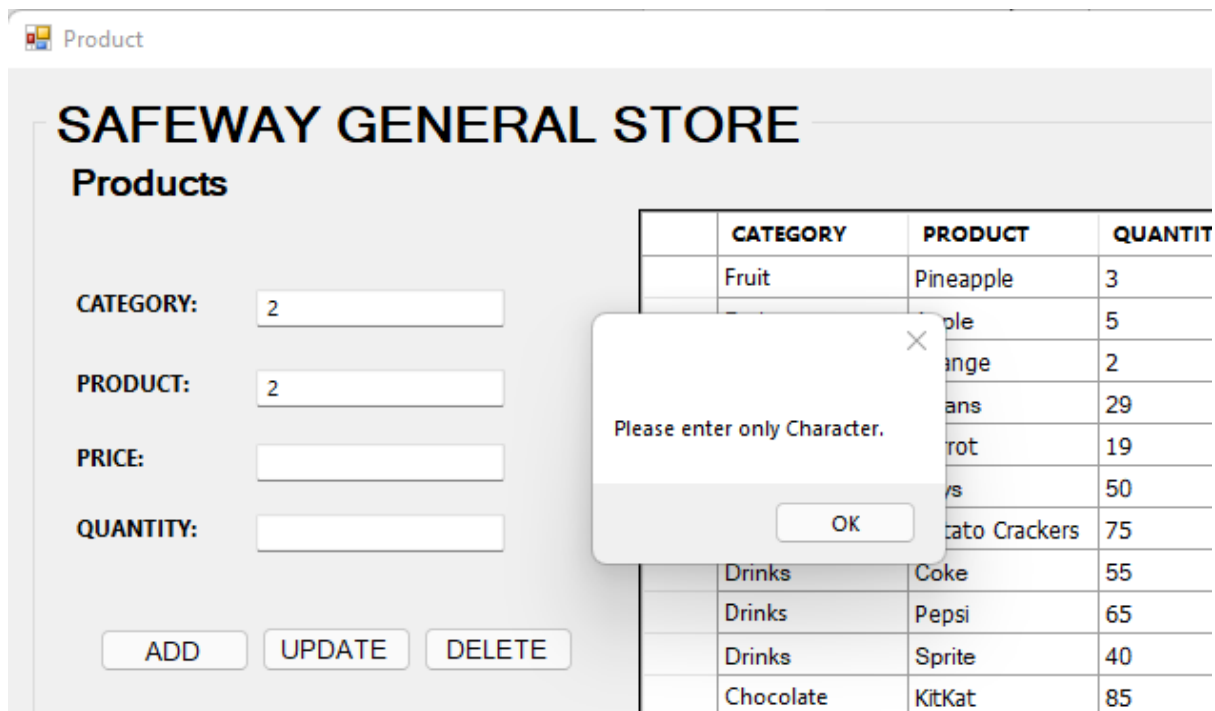 Product
SAFEWAY GENERAL STORE
Products
CATEGORY: 2
PRODUCT: 2
PRICE:
QUANTITY:
ADD UPDATE DELETE
CATEGORY PRODUCT QUANTIT
Fruit Pineapple 3
5
2
29
19
50
Crackers 75
Drinks Coke 55
Drinks Pepsi 65
Drinks Sprite 40
Chocolate KitKat 85
Please enter only Character.
OK